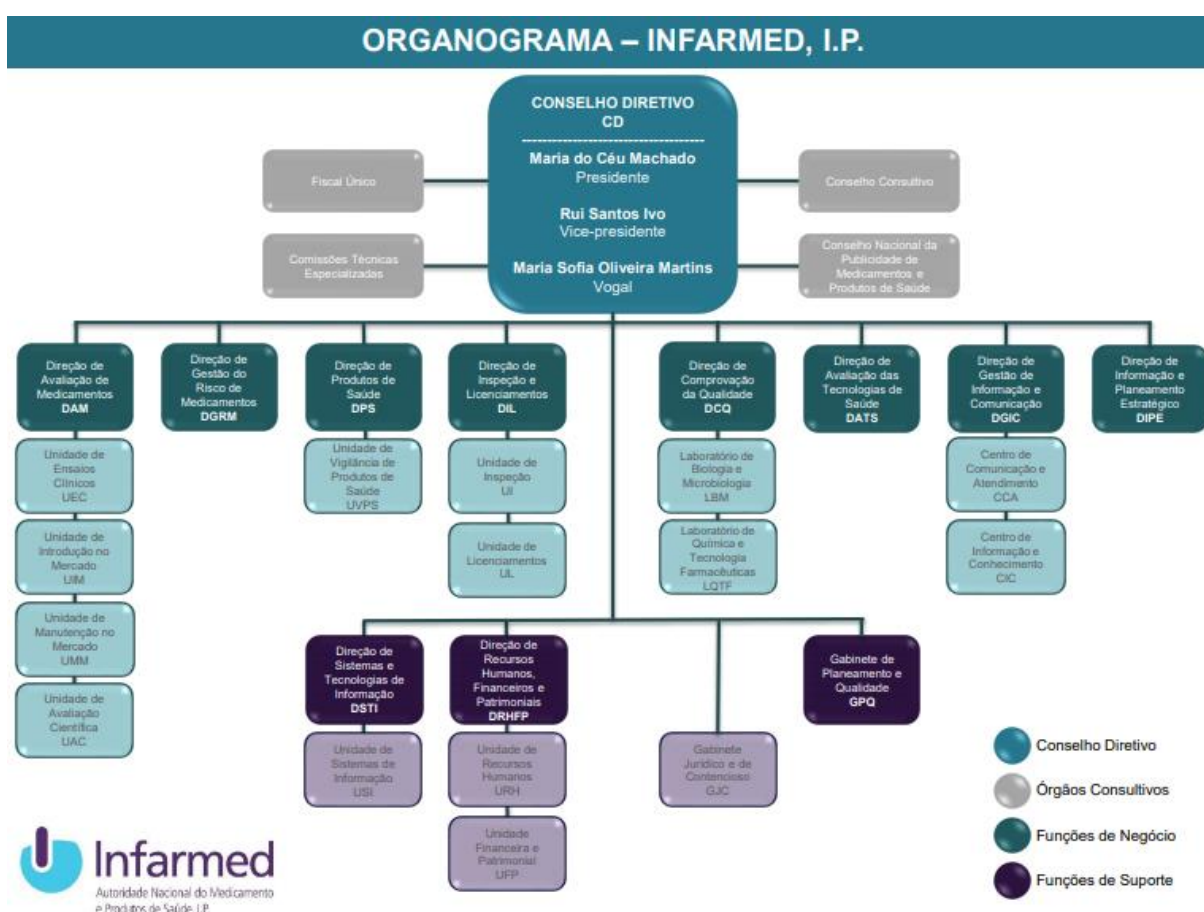 ORGANOGRAMA – INFARMED, I.P.
CONSELHO DIRETIVO
CD
------------------------------------
Maria do Céu Machado
Presidente
Rui Santos Ivo
Vice-presidente
Maria Sofia Oliveira Martins
Vogal
Fiscal Único
Conselho Consultivo
Comissões Técnicas
Especializadas
Conselho Nacional da
Publicidade de
Medicamentos e
Produtos de Saúde
Direção de
Avaliação de
Medicamentos
DAM
Direção de
Gestão do
Risco de
Medicamentos
DGRM
Direção de
Produtos de
Saúde
DPS
Direção de
Inspeção e
Licenciamentos
DIL
Direção de
Comprovação
da Qualidade
DCQ
Direção de
Avaliação das
Tecnologias de
Saúde
DATS
Direção de
Gestão de
Informação e
Comunicação
DGIC
Direção de
Informação e
Planeamento
Estratégico
DIPE
Unidade de
Ensaios
Clínicos
UEC
Unidade de
Vigilância de
Produtos de
Saúde
UVPS
Unidade de
Inspeção
UI
Laboratório de
Biologia e
Microbiologia
LBM
Centro de
Comunicação e
Atendimento
CCA
Unidade de
Introdução no
Mercado
UIM
Unidade de
Licenciamentos
UL
Laboratório de
Química e
Tecnologia
Farmacêuticas
LQTF
Centro de
Informação e
Conhecimento
CIC
Unidade de
Manutenção no
Mercado
UMM
Unidade de
Avaliação
Científica
UAC
Direção de
Sistemas e
Tecnologias de
Informação
DSTI
Direção de
Recursos
Humanos,
Financeiros e
Patrimoniais
DRHFP
Gabinete de
Planeamento e
Qualidade
GPQ
Unidade de
Sistemas de
Informação
USI
Unidade de
Recursos
Humanos
URH
Gabinete
Jurídico e de
Contencioso
GJC
Unidade
Financeira e
Patrimonial
UFP
Conselho Diretivo
Órgãos Consultivos
Funções de Negócio
Funções de Suporte
Infarmed
Autoridade Nacional do Medicamento
e Produtos de Saúde, I.P.